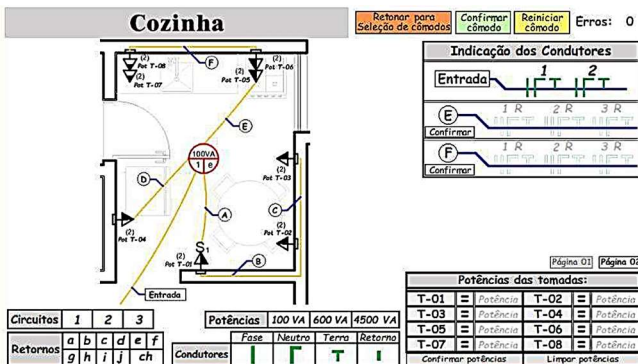 Cozinha
Retonar para Seleção de cômodos
Confirmar cômodo
Reiniciar cômodo
Erros: 0
Indicação dos Condutores
Entrada
1 2
E
1 R 2 R 3 R
Confirmar
F
1 R 2 R 3 R
Confirmar
(2)
Pot T-08
Pot T-07
F
(2)
Pot T-06
(2)
Pot T-05
E
100VA
1 e
(2)
Pot T-03
D
A
C
(2)
Pot T-04
(2)
Pot T-02
S1
(2)
Pot T-01
B
Entrada
Página 01 Página 02
Potências das tomadas:
T-01 = Potência T-02 = Potência
T-03 = Potência T-04 = Potência
T-05 = Potência T-06 = Potência
T-07 = Potência T-08 = Potência
Confirmar potências Limpar potências
Circuitos 1 2 3
Potências 100 VA 600 VA 4500 VA
Retornos a b c d e f
g h i j ch
Condutores Fase Neutro Terra Retorno